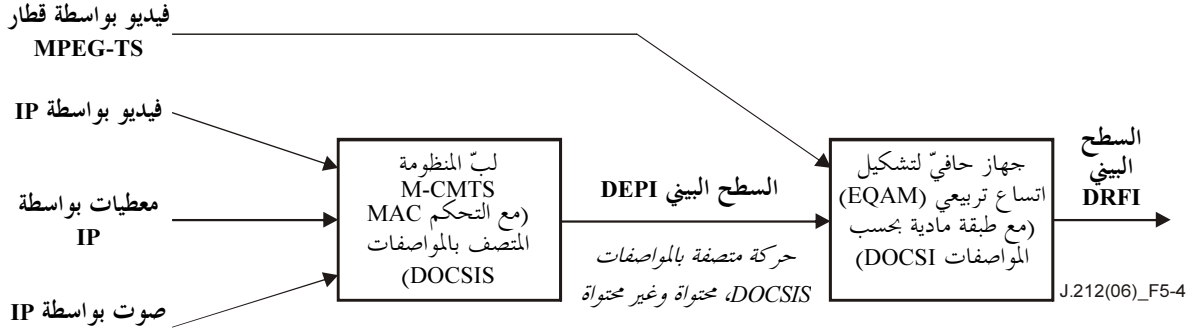 فيديو بواسطة قطار
MPEG-TS
فيديو بواسطة IP
معطيات بواسطة
IP
صوت بواسطة IP
لبّ المنظومة
M-CMTS
(مع التحكم MAC
المتصف بالمواصفات
DOCSIS)
السطح البيني DEPI
حركة متصفة بالمواصفات
DOCSIS، محتواة وغير محتواة
جهاز حافيّ لتشكيل
اتساع تربيعي (EQAM)
(مع طبقة مادية بحسب
المواصفات DOCSI)
السطح
البيني
DRFI
J.212(06)_F5-4